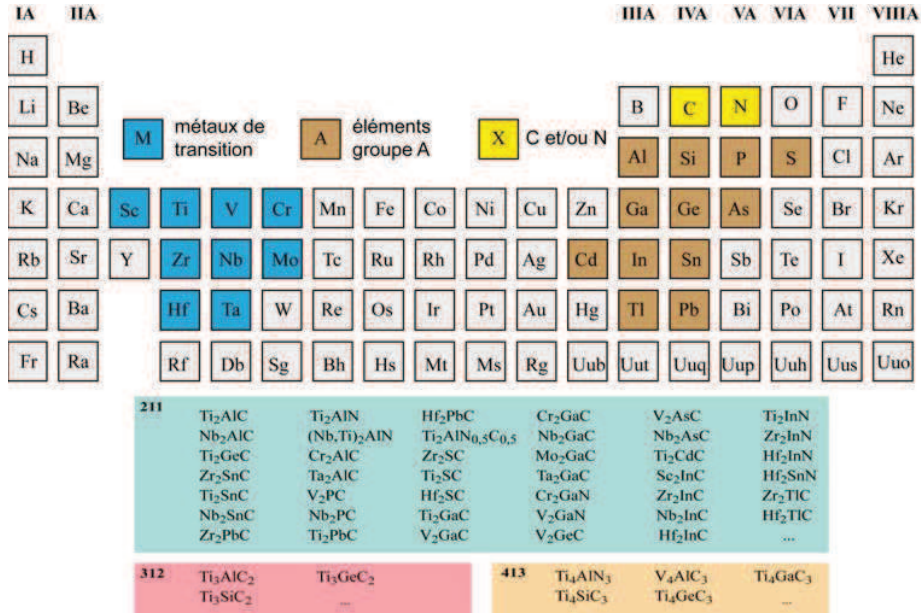 IA IIA IIIA IVA VA VIA VII VIIIA
H He
Li Be B C N O F Ne
M métaux de transition A éléments groupe A X C et/ou N
Na Mg Al Si P S Cl Ar
K Ca Sc Ti V Cr Mn Fe Co Ni Cu Zn Ga Ge As Se Br Kr
Rb Sr Y Zr Nb Mo Tc Ru Rh Pd Ag Cd In Sn Sb Te I Xe
Cs Ba Hf Ta W Re Os Ir Pt Au Hg Tl Pb Bi Po At Rn
Fr Ra Rf Db Sg Bh Hs Mt Ms Rg Uub Uut Uuq Uup Uuh Uus Uuo
211
Ti₂AlC Ti₂AlN Hf₂PbC Cr₂GaC V₂AsC Ti₂InN
Nb₂AlC (Nb,Ti)₂AlN Ti₂AlN₀,₅C₀,₅ Nb₂GaC Nb₂AsC Zr₂InN
Ti₂GeC Cr₂AlC Zr₂SC Mo₂GaC Ti₂CdC Hf₂InN
Zr₂SnC Ta₂AlC Ti₂SC Ta₂GaC Sc₂InC Hf₂SnN
Ti₂SnC V₂PC Hf₂SC Cr₂GaN Zr₂InC Zr₂TlC
Nb₂SnC Nb₂PC Ti₂GaC V₂GaN Nb₂InC Hf₂TlC
Zr₂PbC Ti₂PbC V₂GaC V₂GeC Hf₂InC ...
312 Ti₃AlC₂ Ti₃GeC₂
Ti₃SiC₂ ...
413 Ti₄AlN₃ V₄AlC₃ Ti₄GaC₃
Ti₄SiC₃ Ti₄GeC₃ ...